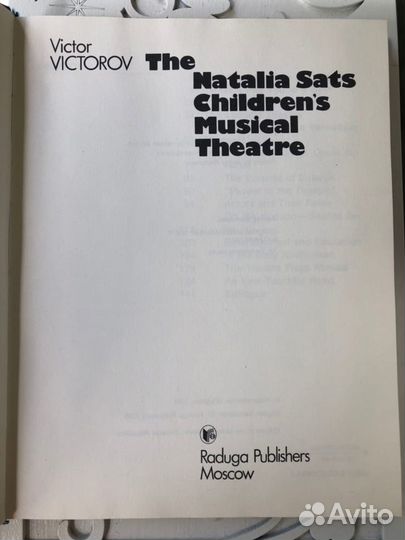 Victor
VICTOROV
The
Natalia Sats
Children's
Musical
Theatre
Raduga Publishers
Moscow
Avito